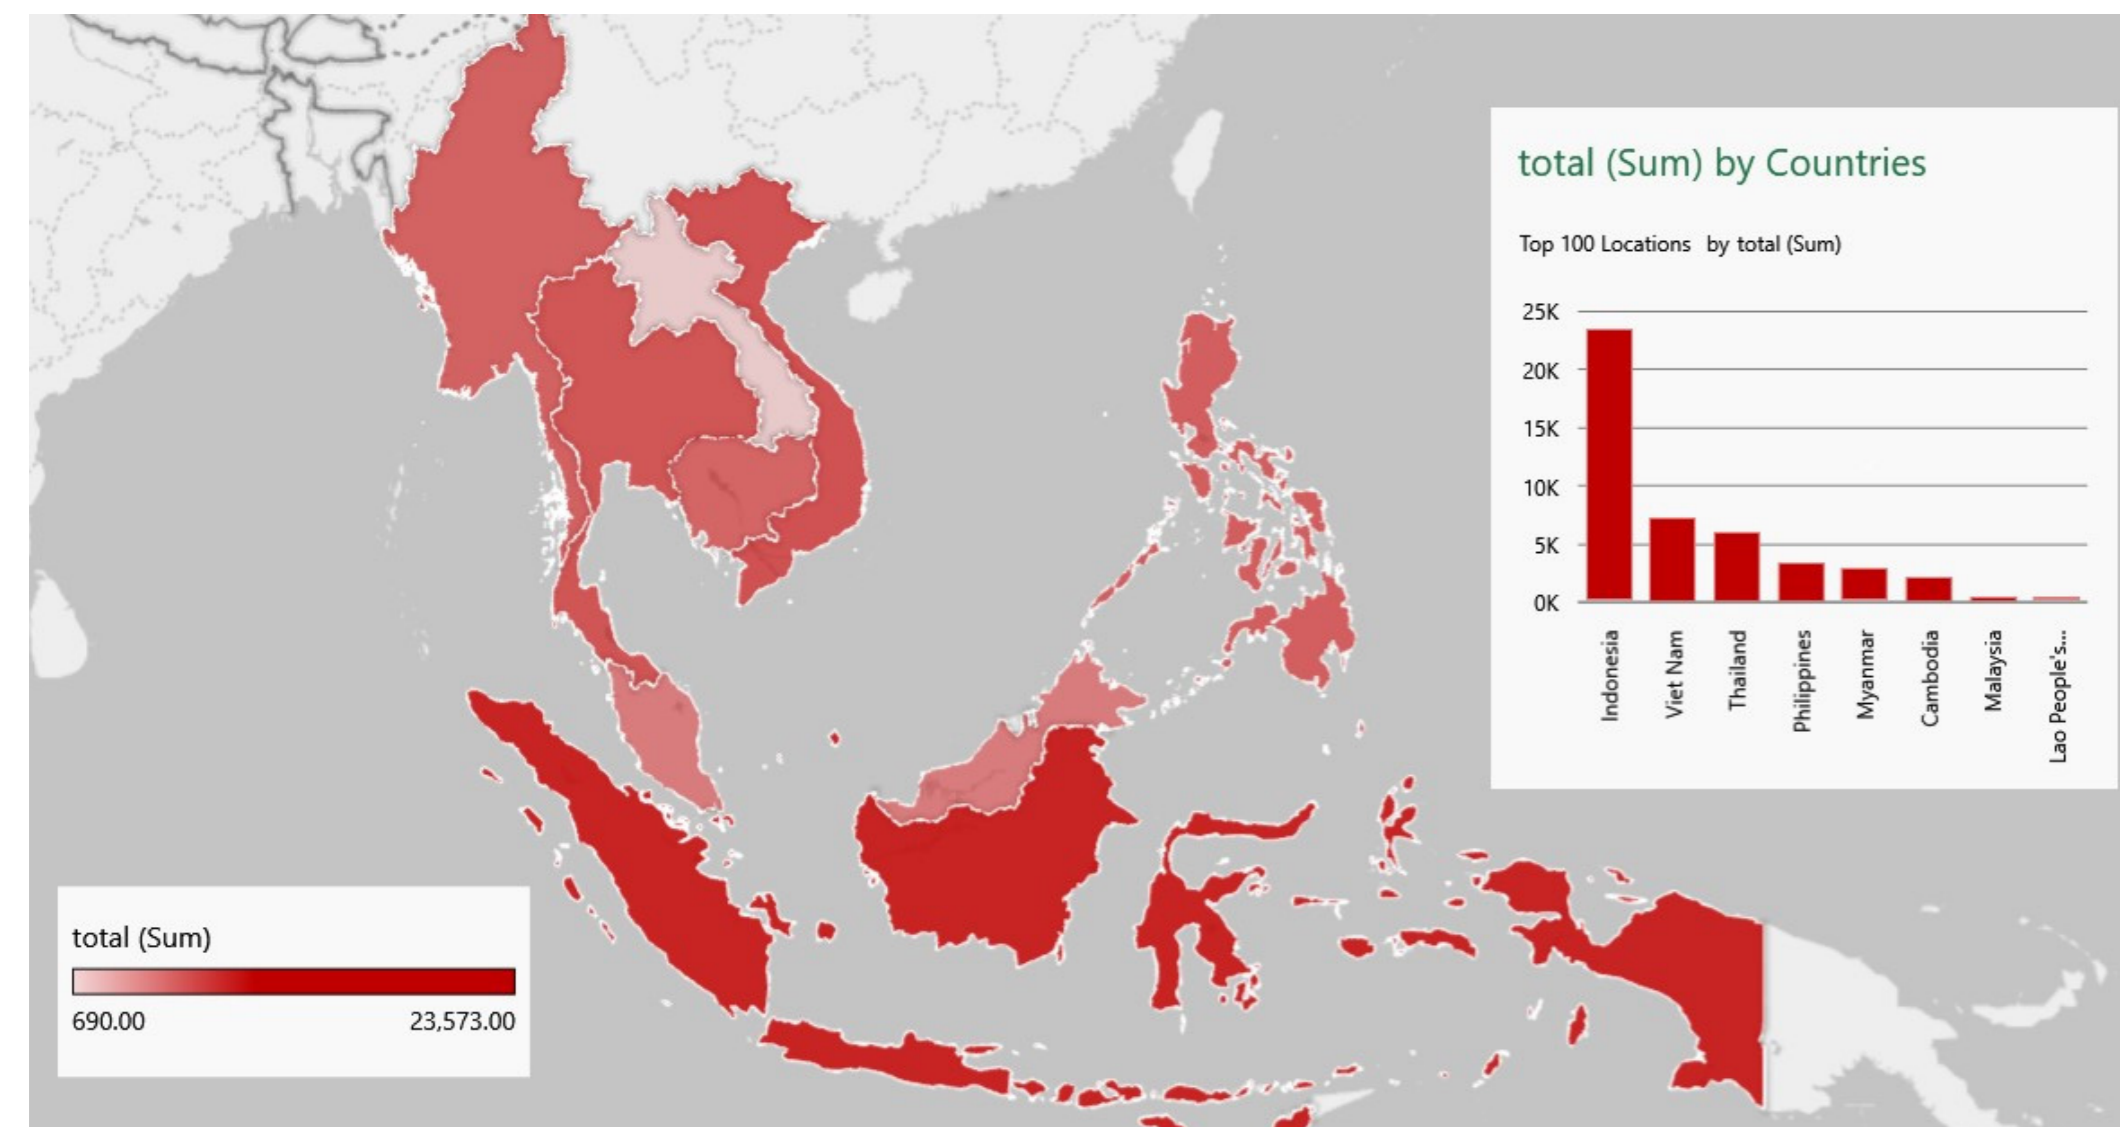 total (Sum) by Countries
Top 100 Locations by total (Sum)
25K
20K
15K
10K
5K
0K
Indonesia
Viet Nam
Thailand
Philippines
Myanmar
Cambodia
Malaysia
Lao People's...
total (Sum)
690.00 23,573.00